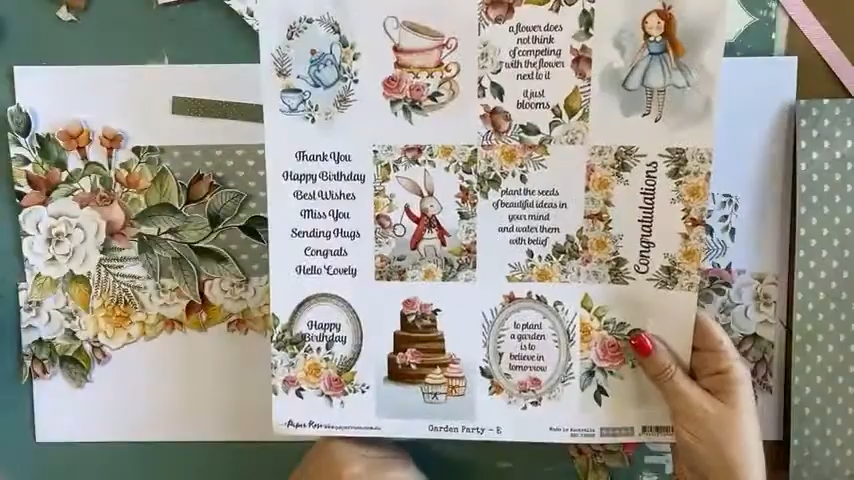 a flower does
not think
of competing
with the flower
next to it
it just
blooms
Thank You
Happy Birthday
Best Wishes
Miss You
Sending Hugs
Congrats
Hello Lovely
plant the seeds
of beautiful ideas in
your mind
and water them
with belief
Congratulations
Happy
Birthday
to plant
a garden
is to
believe in
tomorrow
Paper Rose
Garden Party - E
Made in Australia